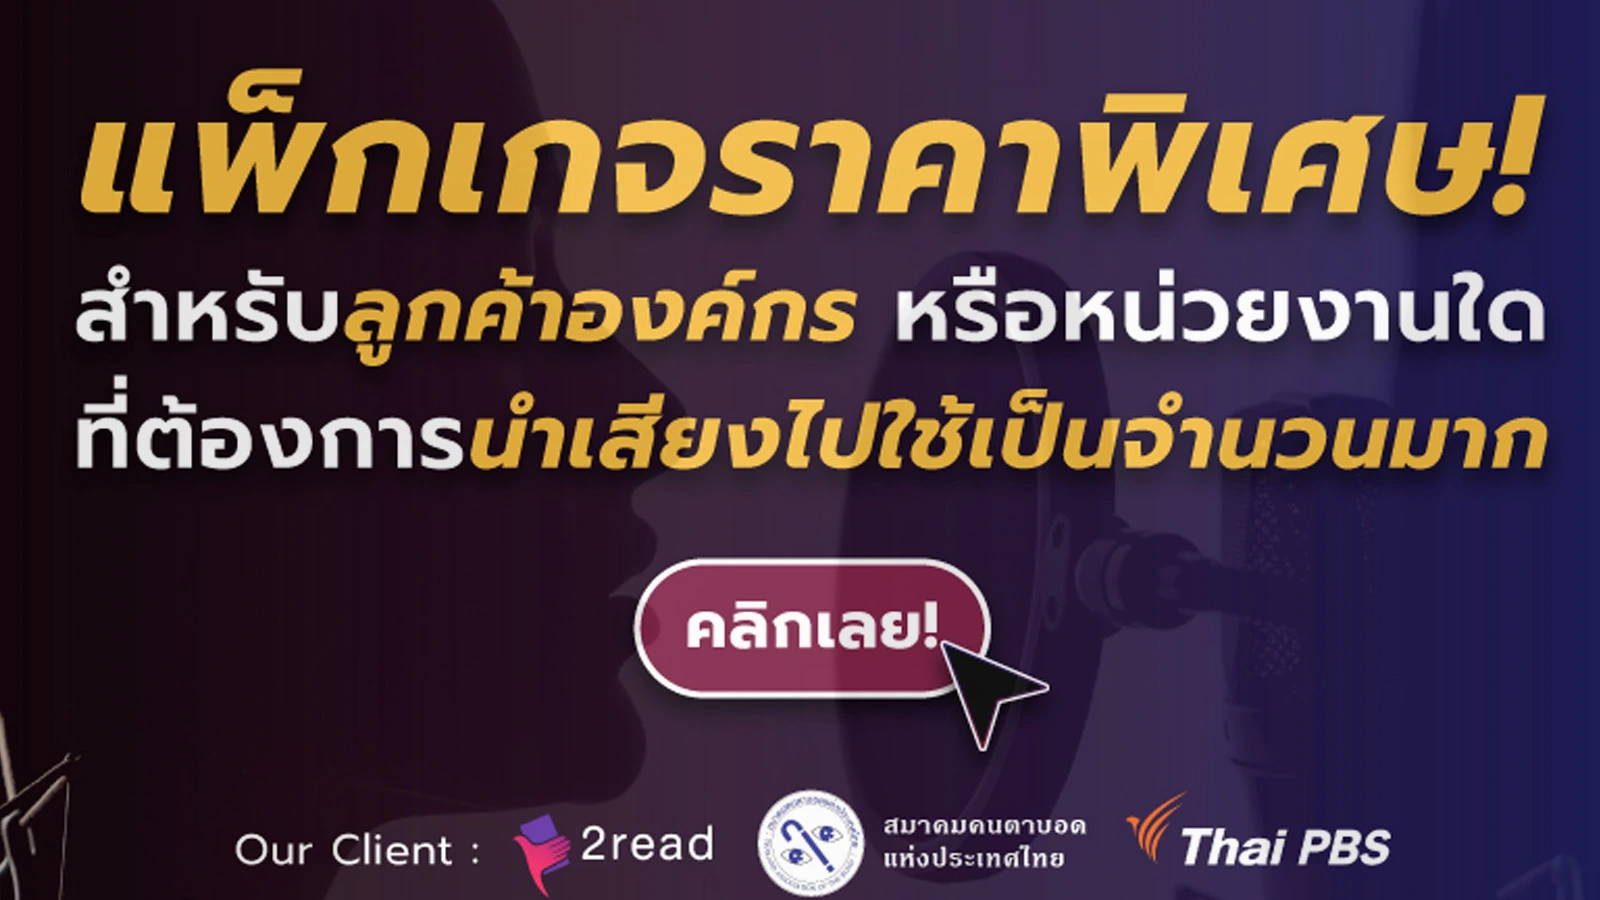 แพ็กเกจราคาพิเศษ!
สำหรับลูกค้าองค์กร หรือหน่วยงานใด
ที่ต้องการนำเสียงไปใช้เป็นจำนวนมาก
คลิกเลย!
Our Client :
2read
สมาคมคนตาบอด
แห่งประเทศไทย
Thai PBS